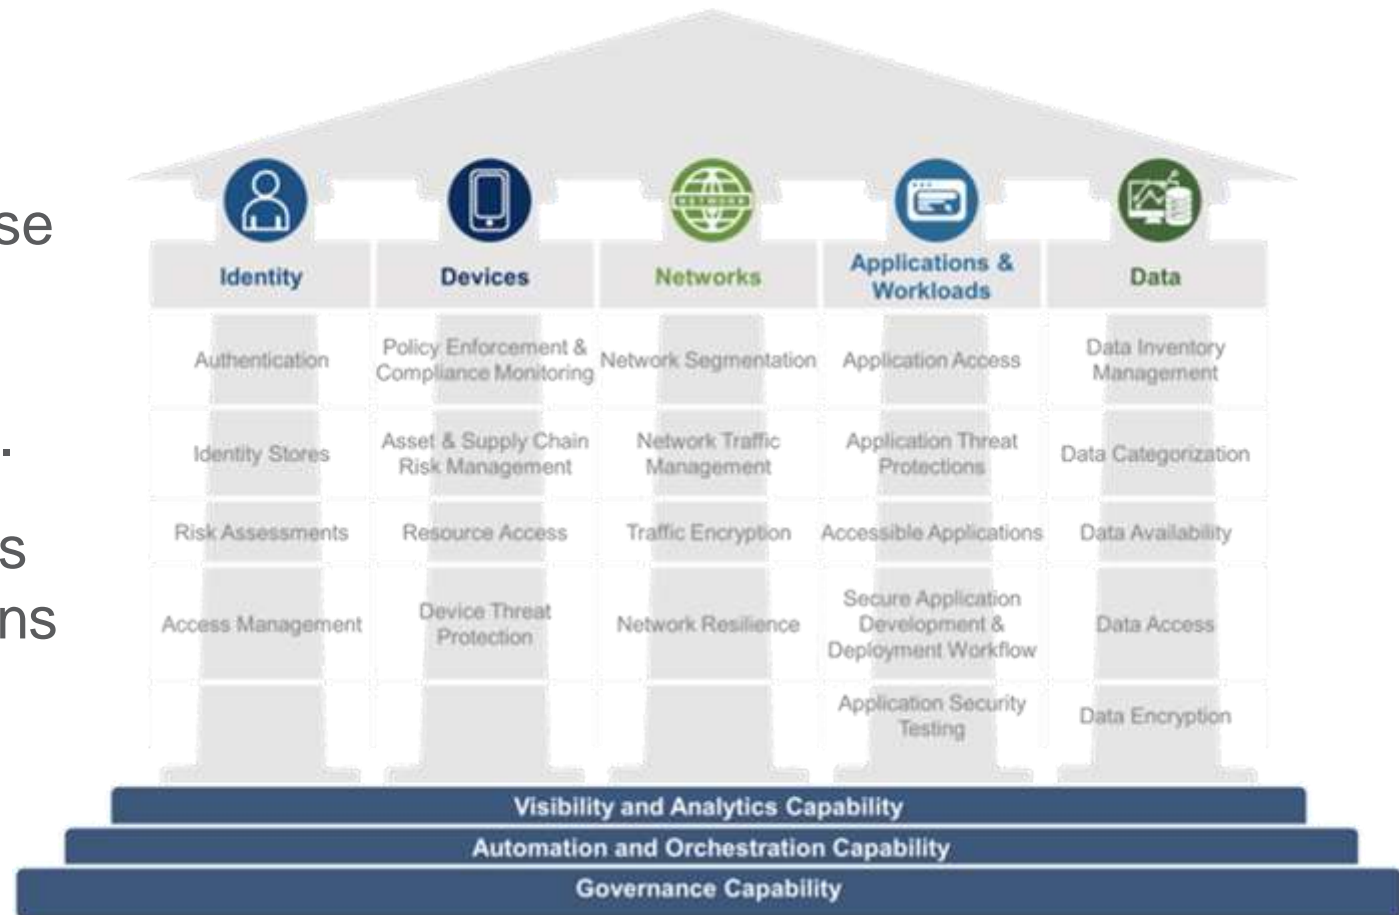 se
.
s
ns
NETWORK
Identity
Devices
Networks
Applications &
Workloads
Data
Authentication
Policy Enforcement &
Compliance Monitoring
Network Segmentation
Application Access
Data Inventory
Management
Identity Stores
Asset & Supply Chain
Risk Management
Network Traffic
Management
Application Threat
Protections
Data Categorization
Risk Assessments
Resource Access
Traffic Encryption
Accessible Applications
Data Availability
Access Management
Device Threat
Protection
Network Resilience
Secure Application
Development &
Deployment Workflow
Data Access
Application Security
Testing
Data Encryption
Visibility and Analytics Capability
Automation and Orchestration Capability
Governance Capability